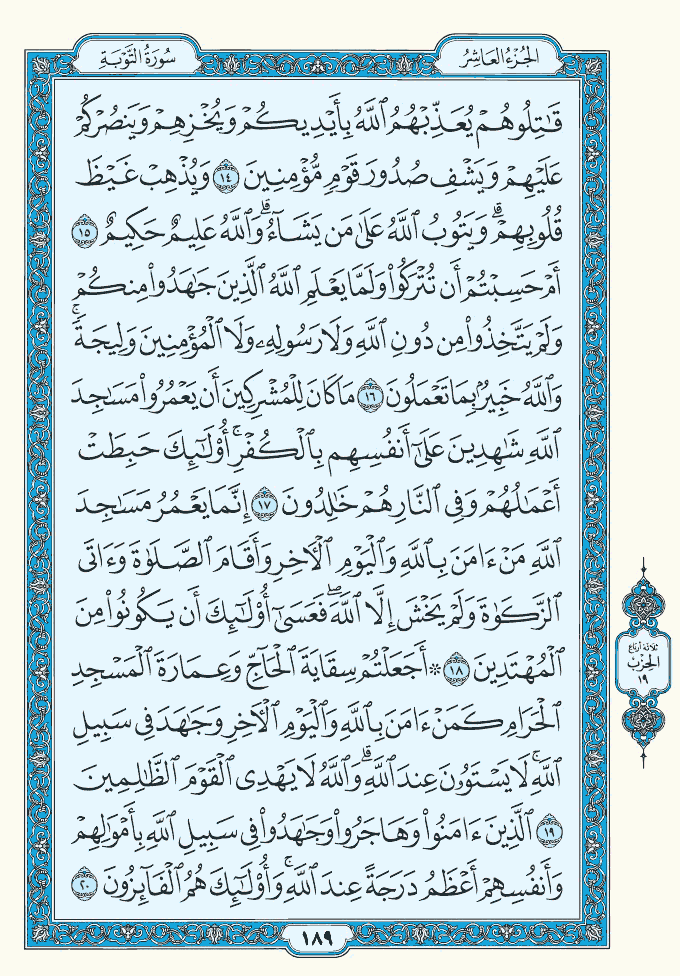 الجُزْءُ العَاشِرُ
سُورَةُ التَّوْبَةِ
قَٰتِلُوهُمْ يُعَذِّبْهُمُ ٱللَّهُ بِأَيْدِيكُمْ وَيُخْزِهِمْ وَيَنصُرْكُمْ
عَلَيْهِمْ وَيَشْفِ صُدُورَ قَوْمٍ مُّؤْمِنِينَ ١٤ وَيُذْهِبْ غَيْظَ
قُلُوبِهِمْۗ وَيَتُوبُ ٱللَّهُ عَلَىٰ مَن يَشَآءُۗ وَٱللَّهُ عَلِيمٌ حَكِيمٌ ١٥
أَمْ حَسِبْتُمْ أَن تُتْرَكُوا۟ وَلَمَّا يَعْلَمِ ٱللَّهُ ٱلَّذِينَ جَٰهَدُوا۟ مِنكُمْ
وَلَمْ يَتَّخِذُوا۟ مِن دُونِ ٱللَّهِ وَلَا رَسُولِهِۦ وَلَا ٱلْمُؤْمِنِينَ وَلِيجَةًۚ
وَٱللَّهُ خَبِيرٌۢ بِمَا تَعْمَلُونَ ١٦ مَا كَانَ لِلْمُشْرِكِينَ أَن يَعْمُرُوا۟ مَسَٰجِدَ
ٱللَّهِ شَٰهِدِينَ عَلَىٰٓ أَنفُسِهِم بِٱلْكُفْرِۚ أُو۟لَٰٓئِكَ حَبِطَتْ
أَعْمَٰلُهُمْ وَفِى ٱلنَّارِ هُمْ خَٰلِدُونَ ١٧ إِنَّمَا يَعْمُرُ مَسَٰجِدَ
ٱللَّهِ مَنْ ءَامَنَ بِٱللَّهِ وَٱلْيَوْمِ ٱلْءَاخِرِ وَأَقَامَ ٱلصَّلَوٰةَ وَءَاتَى
ٱلزَّكَوٰةَ وَلَمْ يَخْشَ إِلَّا ٱللَّهَۖ فَعَسَىٰٓ أُو۟لَٰٓئِكَ أَن يَكُونُوا۟ مِنَ
ٱلْمُهْتَدِينَ ١٨ ۞ أَجَعَلْتُمْ سِقَايَةَ ٱلْحَآجِّ وَعِمَارَةَ ٱلْمَسْجِدِ
ٱلْحَرَامِ كَمَنْ ءَامَنَ بِٱللَّهِ وَٱلْيَوْمِ ٱلْءَاخِرِ وَجَٰهَدَ فِى سَبِيلِ
ٱللَّهِۚ لَا يَسْتَوُۥنَ عِندَ ٱللَّهِۗ وَٱللَّهُ لَا يَهْدِى ٱلْقَوْمَ ٱلظَّٰلِمِينَ
١٩ ٱلَّذِينَ ءَامَنُوا۟ وَهَاجَرُوا۟ وَجَٰهَدُوا۟ فِى سَبِيلِ ٱللَّهِ بِأَمْوَٰلِهِمْ
وَأَنفُسِهِمْ أَعْظَمُ دَرَجَةً عِندَ ٱللَّهِۚ وَأُو۟لَٰٓئِكَ هُمُ ٱلْفَآئِزُونَ ٢٠
ثلاثة أرباع
الحزب
١٩
١٨٩